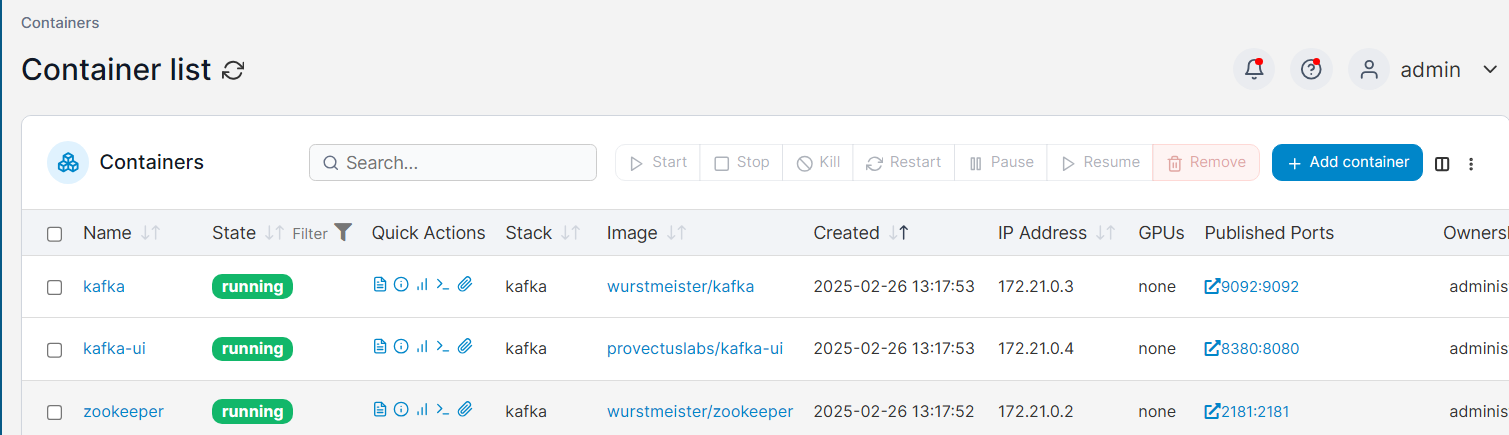 Containers
Container list
admin
Containers Search... Start Stop Kill Restart Pause Resume Remove + Add container
Name State Filter Quick Actions Stack Image Created IP Address GPUs Published Ports Ownersh
kafka running kafka wurstmeister/kafka 2025-02-26 13:17:53 172.21.0.3 none 9092:9092 adminis
kafka-ui running kafka provectuslabs/kafka-ui 2025-02-26 13:17:53 172.21.0.4 none 8380:8080 adminis
zookeeper running kafka wurstmeister/zookeeper 2025-02-26 13:17:52 172.21.0.2 none 2181:2181 adminis